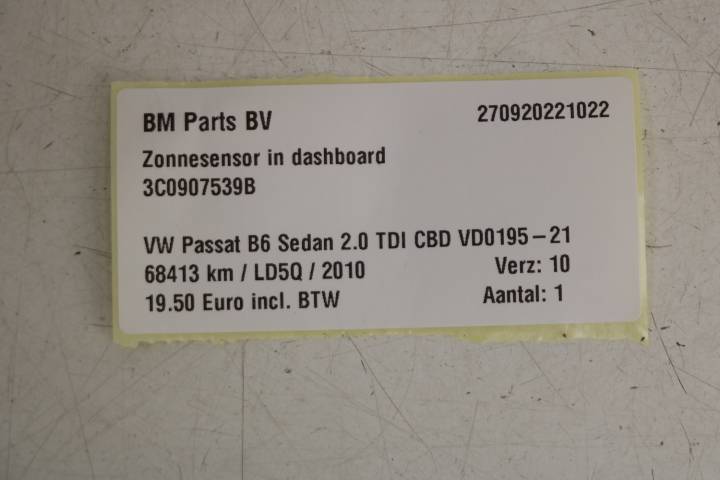 BM Parts BV 270920221022
Zonnesensor in dashboard
3C0907539B
VW Passat B6 Sedan 2.0 TDI CBD VD0195-21
68413 km / LD5Q / 2010 Verz: 10
19.50 Euro incl. BTW Aantal: 1